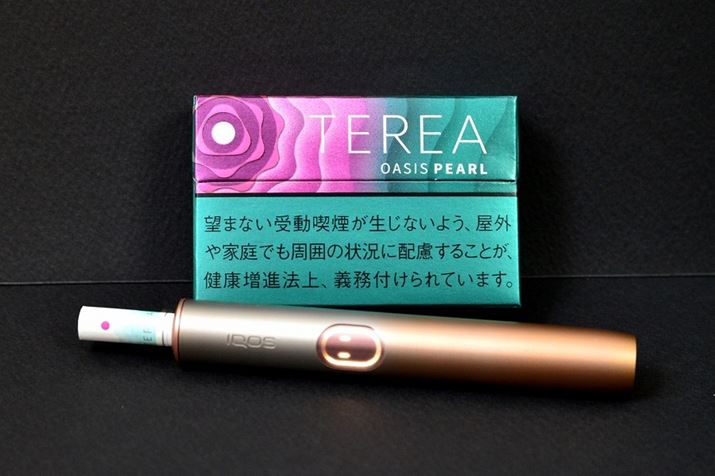 TEREA
OASIS PEARL
望まない受動喫煙が生じないよう、屋外
や家庭でも周囲の状況に配慮することが、
健康増進法上、義務付けられています。
IQOS